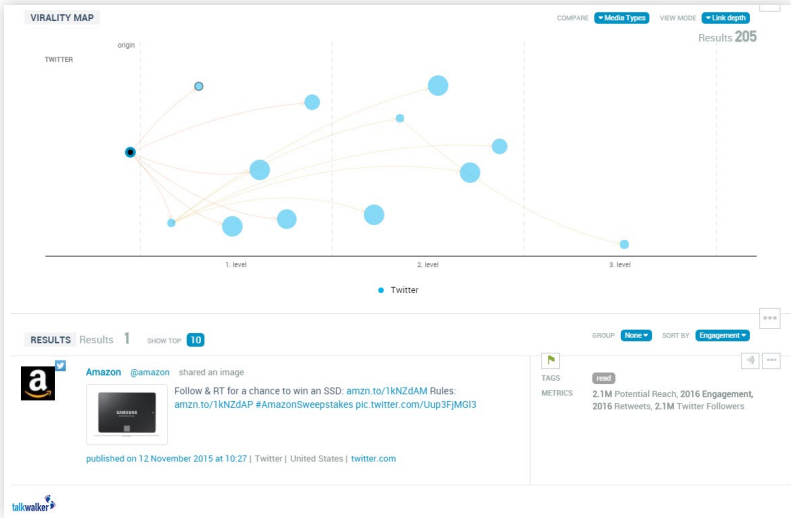 VIRALITY MAP
COMPARE Media Types VIEW MODE Link depth
Results 205
origin
TWITTER
1. level 2. level 3. level
Twitter
RESULTS Results 1 SHOW TOP 10
GROUP None SORT BY Engagement
a
Amazon @amazon shared an image
Follow & RT for a chance to win an SSD: amzn.to/1kNZdAM Rules:
amzn.to/1kNZdAP #AmazonSweepstakes pic.twitter.com/Uup3FjMGI3
SAMSUNG
published on 12 November 2015 at 10:27 | Twitter | United States | twitter.com
TAGS read
METRICS 2.1M Potential Reach, 2016 Engagement,
2016 Retweets, 2.1M Twitter Followers
talkwalker